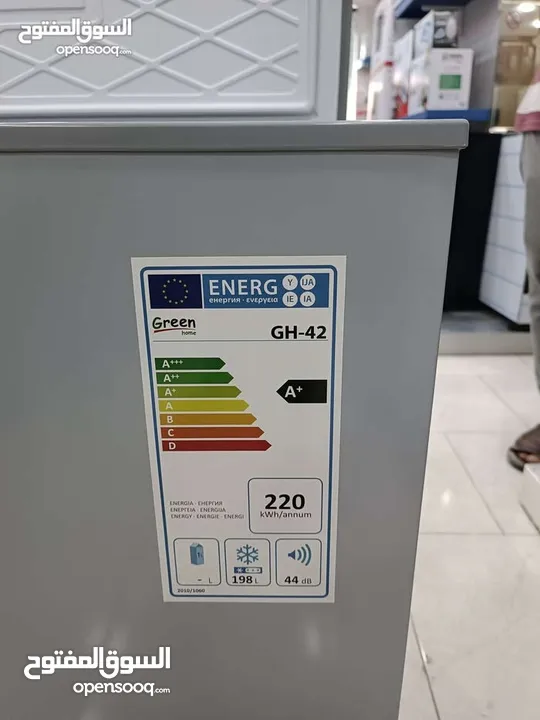 السوق المفتوح
opensooq.com
ENERG
енергия · ενεργεια
Y IJA
IE IA
Green
home
GH-42
A+++
A++
A+
A
B
C
D
A+
ENERGIA · ЕНЕРГИЯ
ΕΝΕΡΓΕΙΑ · ENERGIJA
ENERGY · ENERGIE · ENERGI
220
kWh/annum
- L
198 L
44 dB
2010/1060
السوق المفتوح
opensooq.com